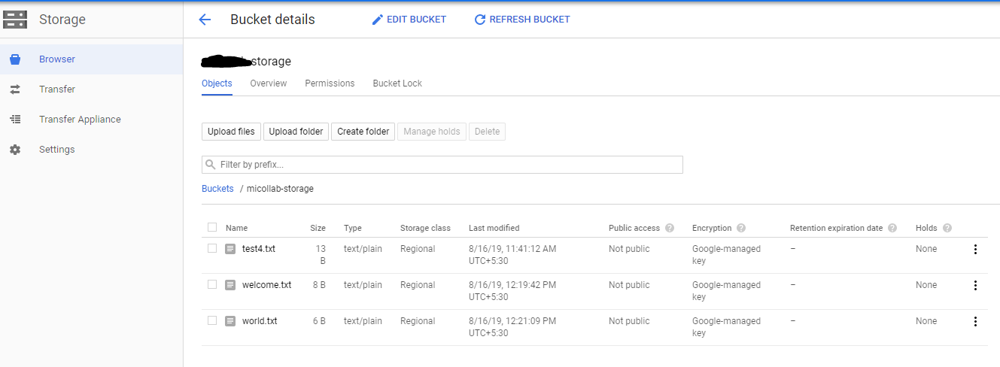 Storage
Bucket details
EDIT BUCKET
REFRESH BUCKET
Browser
Transfer
Transfer Appliance
Settings
-storage
Objects Overview Permissions Bucket Lock
Upload files Upload folder Create folder Manage holds Delete
Filter by prefix...
Buckets / micollab-storage
Name Size Type Storage class Last modified Public access ? Encryption ? Retention expiration date ? Holds ?
test4.txt 13 B text/plain Regional 8/16/19, 11:41:12 AM UTC+5:30 Not public Google-managed key – None
welcome.txt 8 B text/plain Regional 8/16/19, 12:19:42 PM UTC+5:30 Not public Google-managed key – None
world.txt 6 B text/plain Regional 8/16/19, 12:21:09 PM UTC+5:30 Not public Google-managed key – None